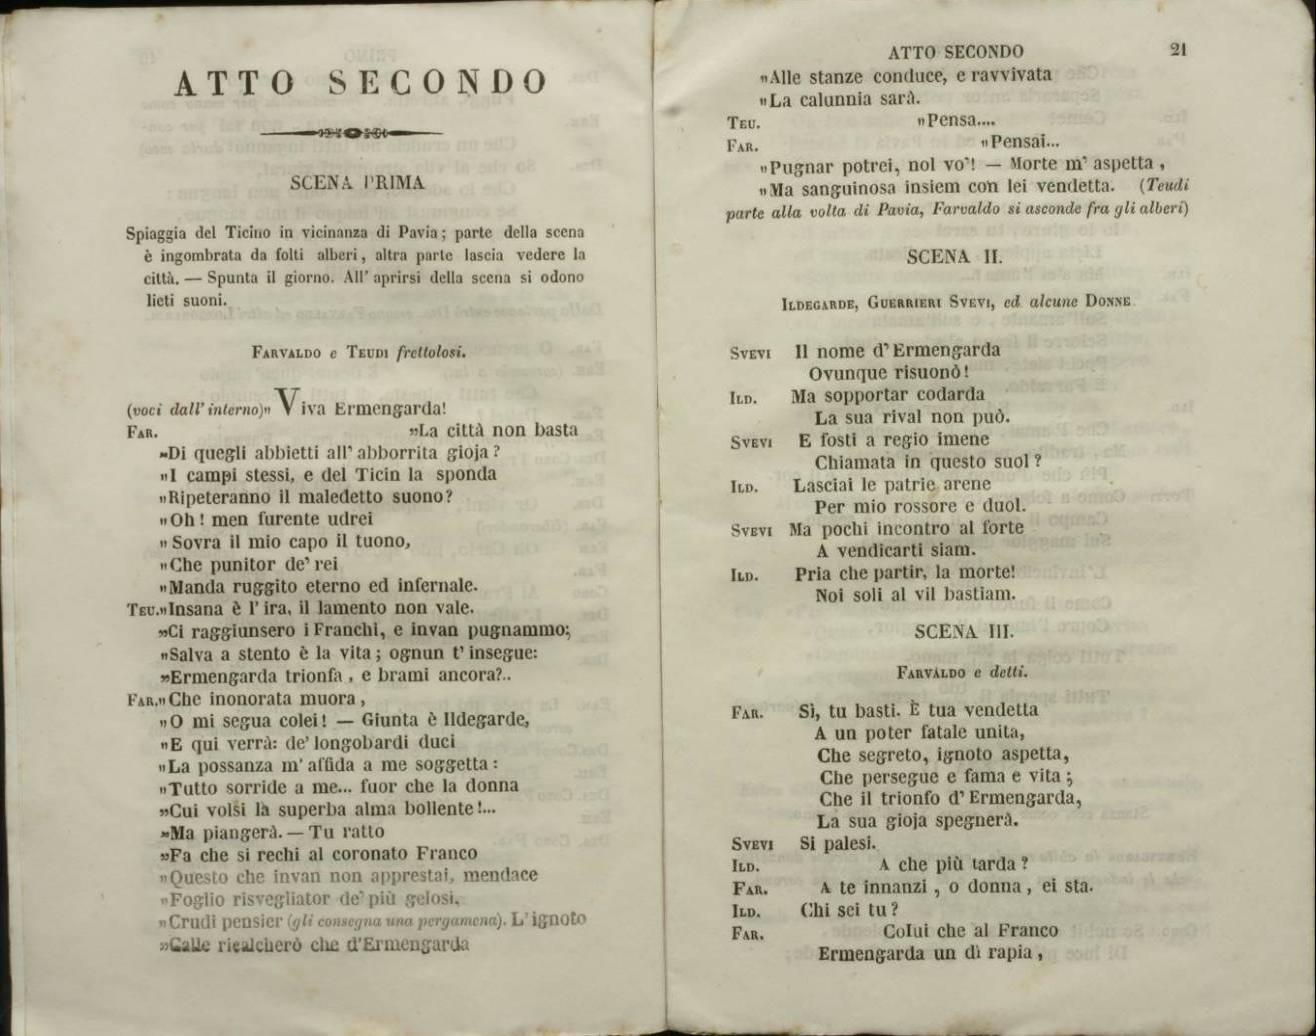 ATTO SECONDO
SCENA PRIMA
Spiaggia del Ticino in vicinanza di Pavia; parte della scena
è ingombrata da folti alberi, altra parte lascia vedere la
città. — Spunta il giorno. All' aprirsi della scena si odono
lieti suoni.
FARVALDO e TEUDI frettolosi.
(voci dall' interno)» Viva Ermengarda!
FAR. »La città non basta
»Di quegli abbietti all' abborrita gioja?
»I campi stessi, e del Ticin la sponda
»Ripeteranno il maledetto suono?
»Oh! men furente udrei
» Sovra il mio capo il tuono,
»Che punitor de' rei
»Manda ruggito eterno ed infernale.
TEU.»Insana è l' ira, il lamento non vale.
»Ci raggiunsero i Franchi, e invan pugnammo;
»Salva a stento è la vita; ognun t' insegue:
»Ermengarda trionfa, e brami ancora?..
FAR.»Che inonorata muora,
»O mi segua colei! — Giunta è Ildegarde,
»E qui verrà: de' longobardi duci
»La possanza m' affida a me soggetta:
»Tutto sorride a me... fuor che la donna
»Cui volsi la superba alma bollente!...
»Ma piangerà. — Tu ratto
»Fa che si rechi al coronato Franco
»Questo che invan non apprestai, mendace
»Foglio risvegliator de' più gelosi,
»Crudi pensier (gli consegna una pergamena). L' ignoto
»Calle ricalcherò che d'Ermengarda
ATTO SECONDO 21
»Alle stanze conduce, e ravvivata
»La calunnia sarà.
TEU. »Pensa....
FAR. »Pensai...
»Pugnar potrei, nol vo'! — Morte m' aspetta,
»Ma sanguinosa insiem con lei vendetta. (Teudi
parte alla volta di Pavia, Farvaldo si asconde fra gli alberi)
SCENA II.
ILDEGARDE, GUERRIERI SVEVI, ed alcune DONNE
SVEVI Il nome d' Ermengarda
Ovunque risuonò!
ILD. Ma sopportar codarda
La sua rival non può.
SVEVI E fosti a regio imene
Chiamata in questo suol?
ILD. Lasciai le patrie arene
Per mio rossore e duol.
SVEVI Ma pochi incontro al forte
A vendicarti siam.
ILD. Pria che partir, la morte!
Noi soli al vil bastiam.
SCENA III.
FARVALDO e detti.
FAR. Sì, tu basti. È tua vendetta
A un poter fatale unita,
Che segreto, ignoto aspetta,
Che persegue e fama e vita;
Che il trionfo d' Ermengarda,
La sua gioja spegnerà.
SVEVI Si palesi.
ILD. A che più tarda?
FAR. A te innanzi, o donna, ei sta.
ILD. Chi sei tu?
FAR. Colui che al Franco
Ermengarda un dì rapia,